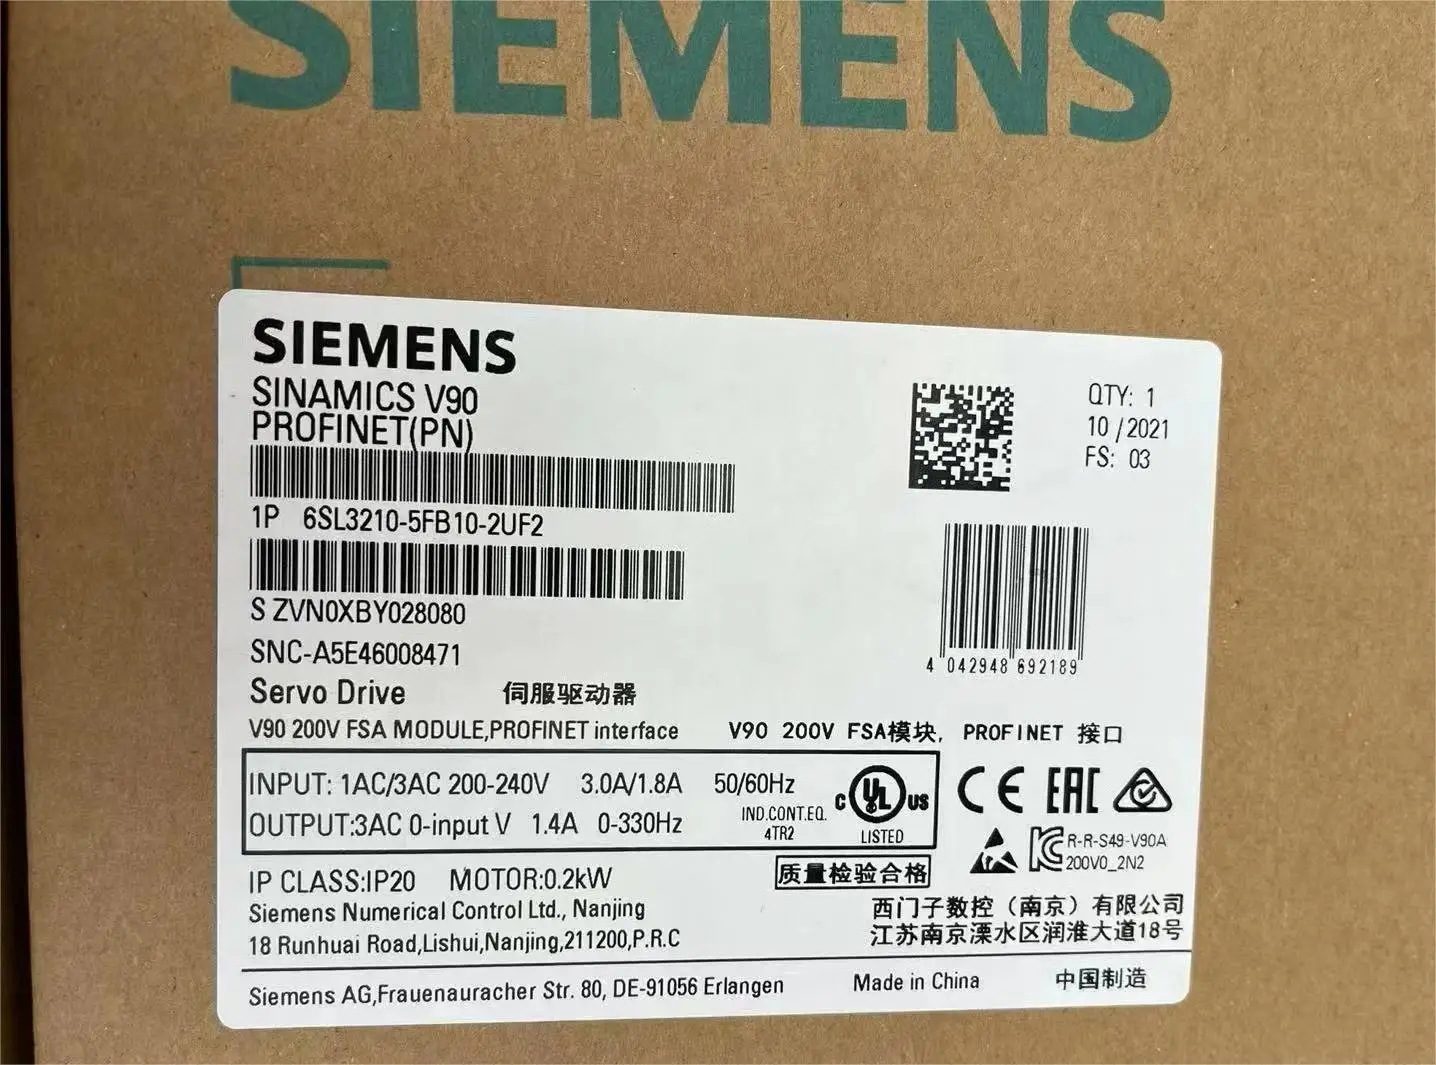 SIEMENS
SIEMENS
SINAMICS V90
PROFINET(PN)
QTY: 1
10 / 2021
FS: 03
1P 6SL3210-5FB10-2UF2
S ZVN0XBY028080
SNC-A5E46008471
4 042948 692189
Servo Drive 伺服驱动器
V90 200V FSA MODULE,PROFINET interface V90 200V FSA模块, PROFINET 接口
INPUT: 1AC/3AC 200-240V 3.0A/1.8A 50/60Hz
OUTPUT:3AC 0-input V 1.4A 0-330Hz
IND.CONT.EQ.
4TR2
C UL US
LISTED
CE EAC
R-R-S49-V90A
200V0_2N2
IP CLASS:IP20 MOTOR:0.2kW
质量检验合格
Siemens Numerical Control Ltd., Nanjing
18 Runhuai Road,Lishui,Nanjing,211200,P.R.C
西门子数控（南京）有限公司
江苏南京溧水区润淮大道18号
Siemens AG,Frauenauracher Str. 80, DE-91056 Erlangen
Made in China 中国制造